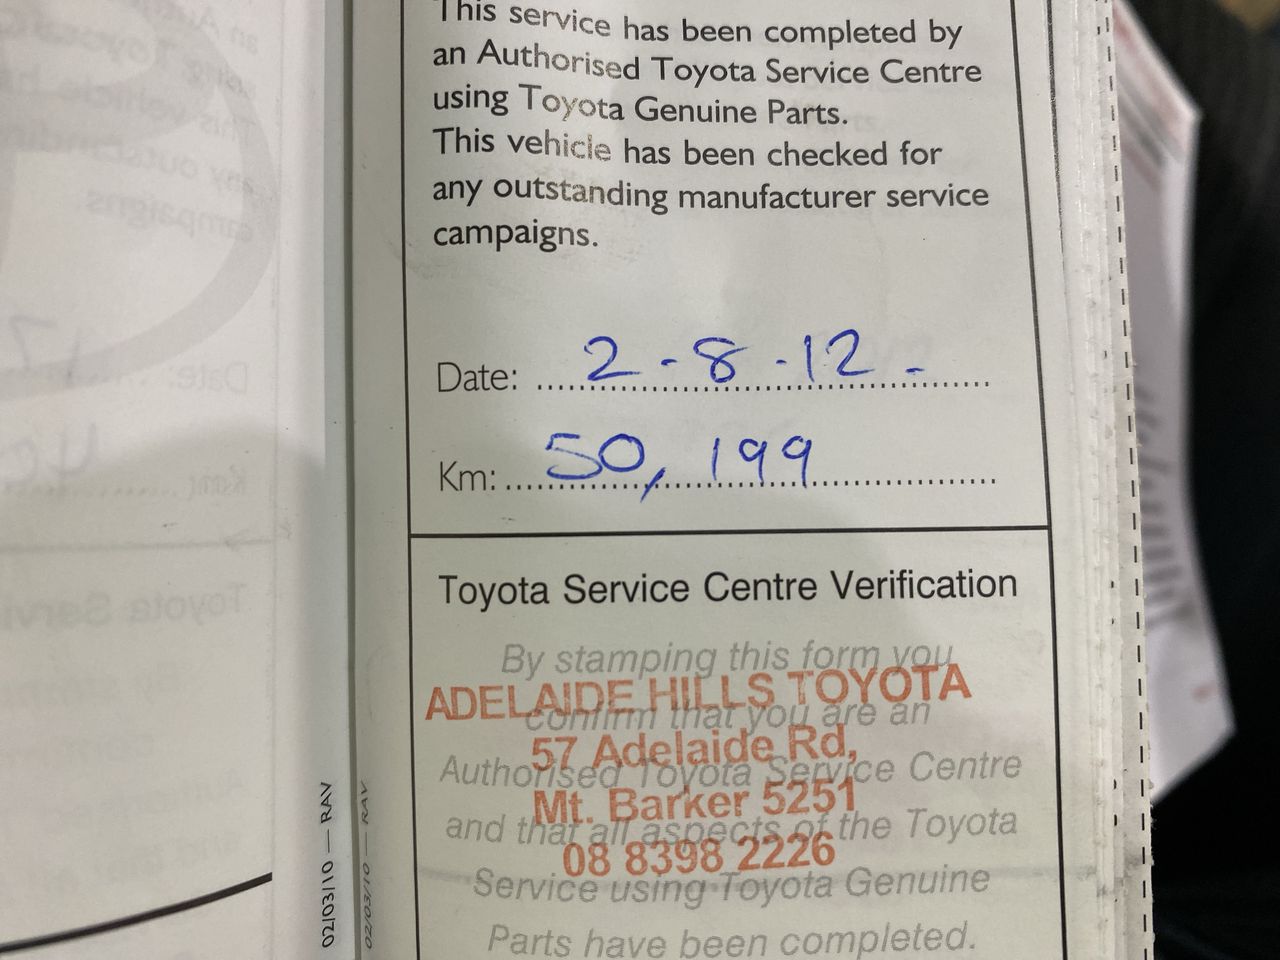 This service has been completed by
an Authorised Toyota Service Centre
using Toyota Genuine Parts.
This vehicle has been checked for
any outstanding manufacturer service
campaigns.
Date: 2-8-12-
Km: 50,199
Toyota Service Centre Verification
By stamping this form you
ADELAIDE HILLS TOYOTA
confirm that you are an
57 Adelaide Rd,
Authorised Toyota Service Centre
Mt. Barker 5251
and that all aspects of the Toyota
08 8398 2226
Service using Toyota Genuine
Parts have been completed.
02/03/10 — RAV
02/03/10 — RAV